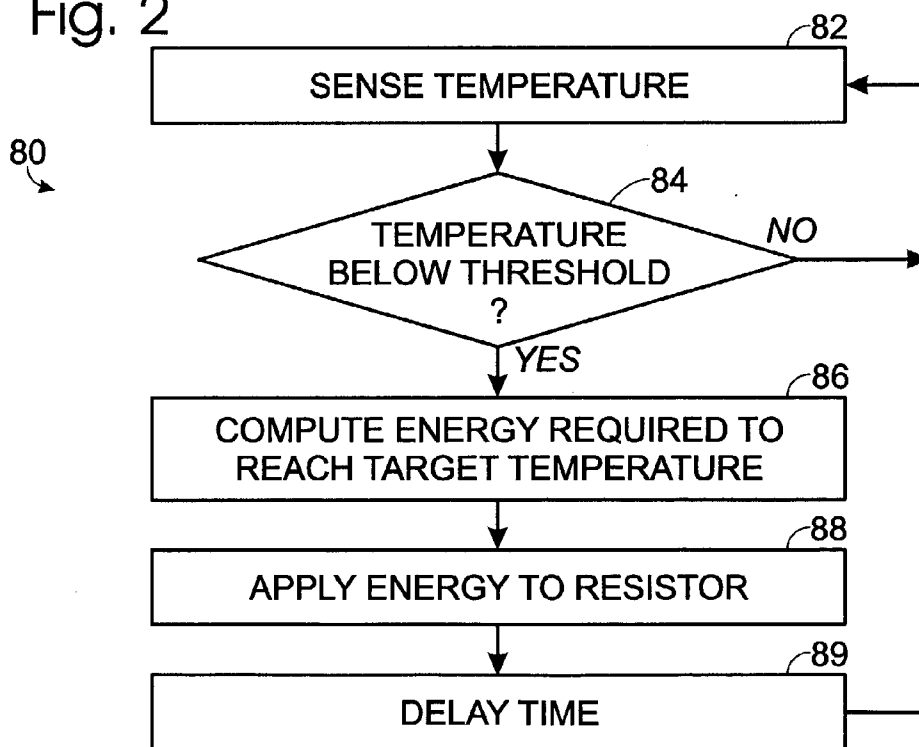 Fig. 2
82
SENSE TEMPERATURE
80
84
TEMPERATURE
BELOW THRESHOLD
?
NO
YES
86
COMPUTE ENERGY REQUIRED TO
REACH TARGET TEMPERATURE
88
APPLY ENERGY TO RESISTOR
89
DELAY TIME